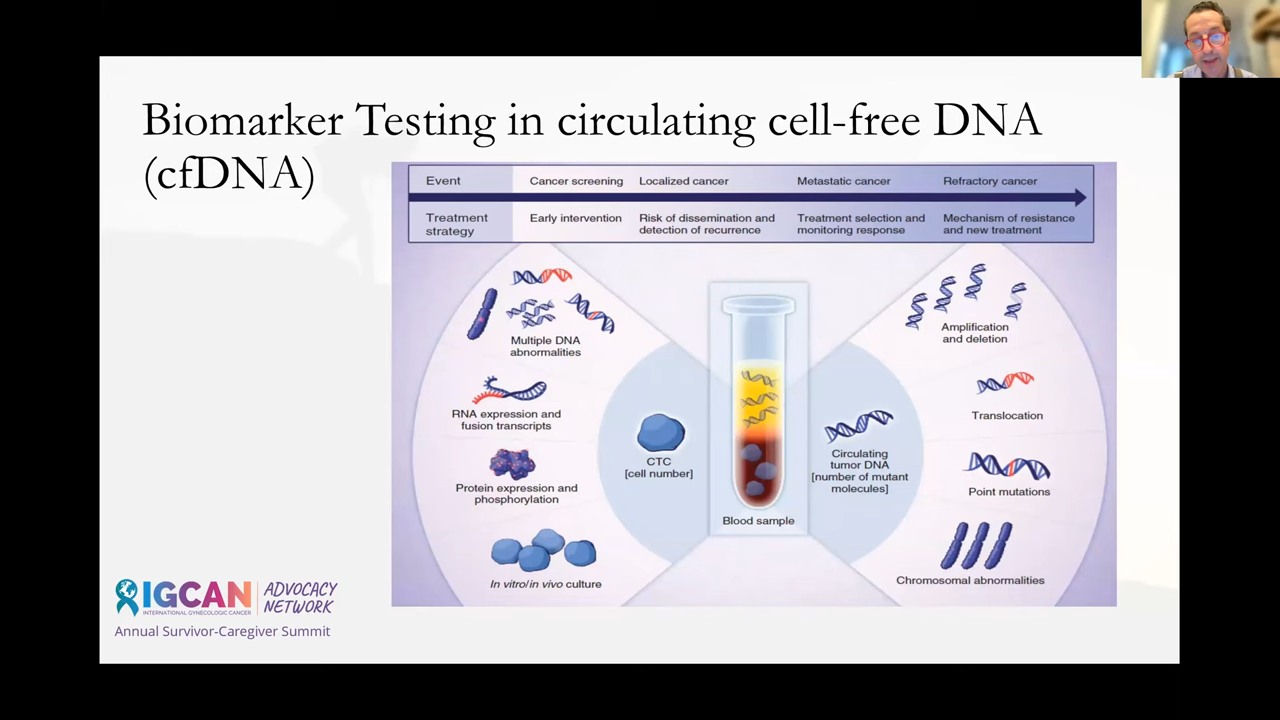 Biomarker Testing in circulating cell-free DNA
(cfDNA)
Event
Cancer screening
Localized cancer
Metastatic cancer
Refractory cancer
Treatment
strategy
Early intervention
Risk of dissemination and
detection of recurrence
Treatment selection and
monitoring response
Mechanism of resistance
and new treatment
Multiple DNA
abnormalities
RNA expression and
fusion transcripts
Protein expression and
phosphorylation
In vitro/in vivo culture
CTC
[cell number]
Blood sample
Circulating
tumor DNA
[number of mutant
molecules]
Amplification
and deletion
Translocation
Point mutations
Chromosomal abnormalities
IGCAN
INTERNATIONAL GYNECOLOGIC CANCER
ADVOCACY
NETWORK
Annual Survivor-Caregiver Summit